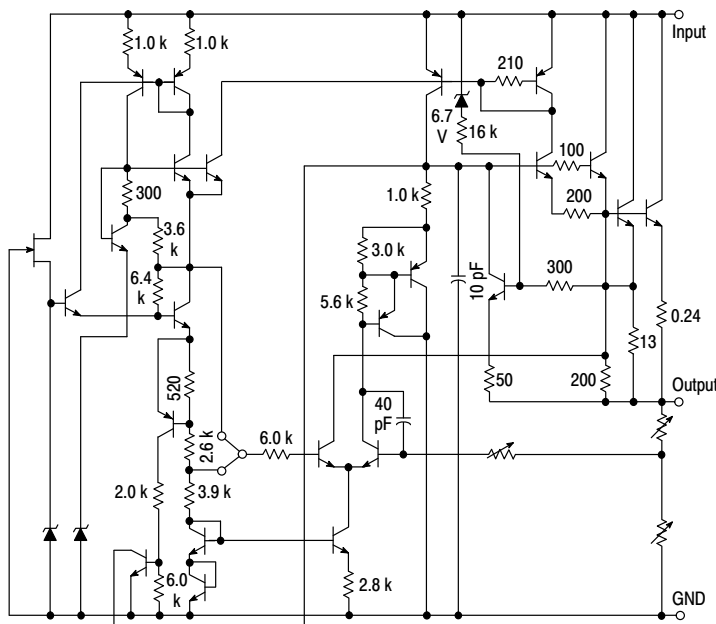 Input
1.0 k
1.0 k
210
6.7
V
16 k
100
300
1.0 k
200
3.6
k
3.0 k
10 pF
300
6.4
k
5.6 k
0.24
13
520
50
200
Output
40
pF
2.6 k
6.0 k
2.0 k
3.9 k
6.0
k
2.8 k
GND